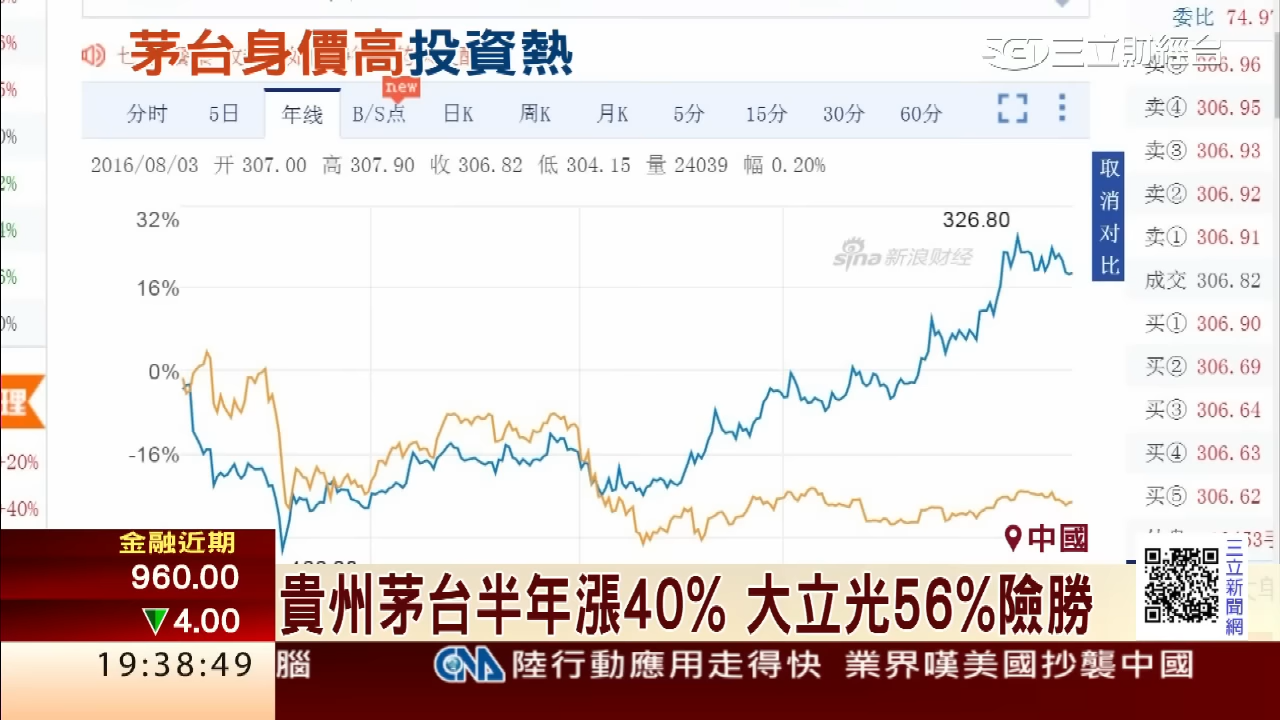 茅台身價高投資熱
三立財經台
委比 74.9
分时 5日 年线 B/S点 日K 周K 月K 5分 15分 30分 60分
new
2016/08/03 开 307.00 高 307.90 收 306.82 低 304.15 量 24039 幅 0.20%
取消对比
32%
16%
0%
-16%
326.80
sina新浪财经
卖⑤ 306.96
卖④ 306.95
卖③ 306.93
卖② 306.92
卖① 306.91
成交 306.82
买① 306.90
买② 306.69
买③ 306.64
买④ 306.63
买⑤ 306.62
理
-20%
-40%
中國
金融近期
960.00
▼4.00
貴州茅台半年漲40% 大立光56%險勝
三立新聞網
19:38:49
腦 CNA 陸行動應用走得快 業界嘆美國抄襲中國